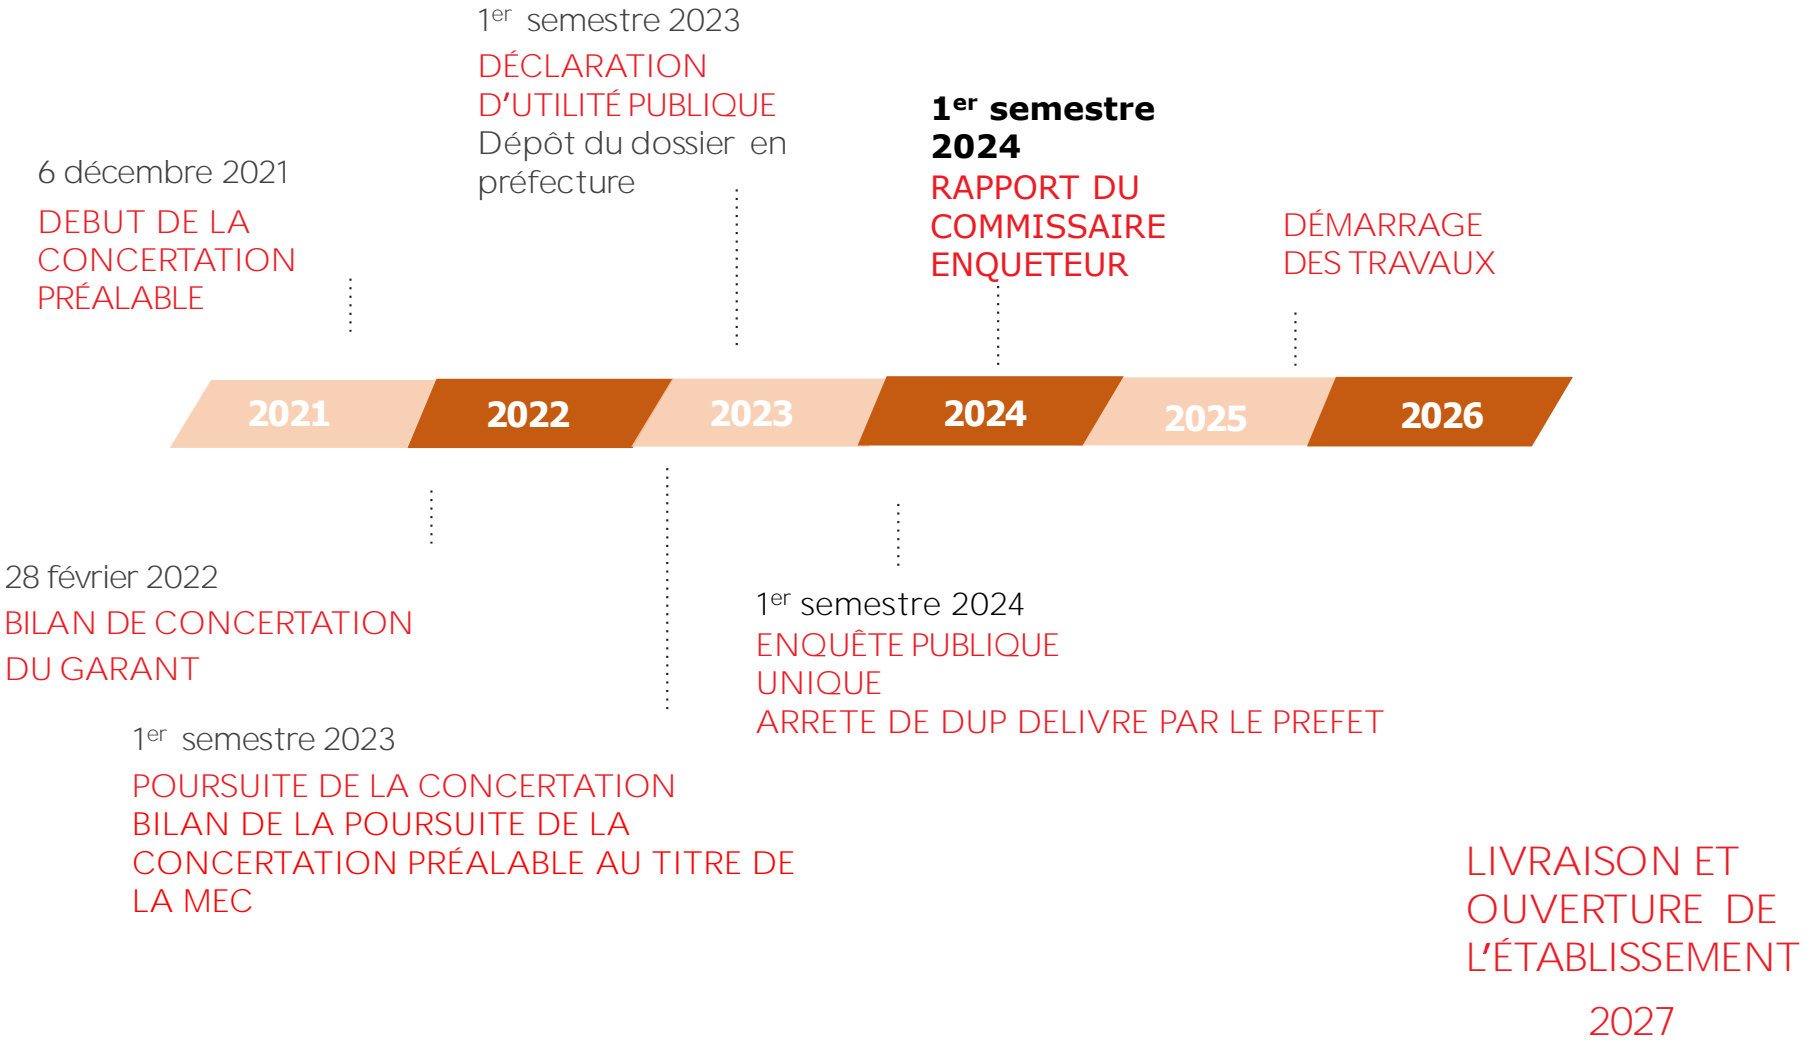 6 décembre 2021
DEBUT DE LA
CONCERTATION
PRÉALABLE
1er semestre 2023
DÉCLARATION
D'UTILITÉ PUBLIQUE
Dépôt du dossier en
préfecture
1er semestre
2024
RAPPORT DU
COMMISSAIRE
ENQUETEUR
DÉMARRAGE
DES TRAVAUX
2021
2022
2023
2024
2025
2026
28 février 2022
BILAN DE CONCERTATION
DU GARANT
1er semestre 2023
POURSUITE DE LA CONCERTATION
BILAN DE LA POURSUITE DE LA
CONCERTATION PRÉALABLE AU TITRE DE
LA MEC
1er semestre 2024
ENQUÊTE PUBLIQUE
UNIQUE
ARRETE DE DUP DELIVRE PAR LE PREFET
LIVRAISON ET
OUVERTURE DE
L'ÉTABLISSEMENT
2027